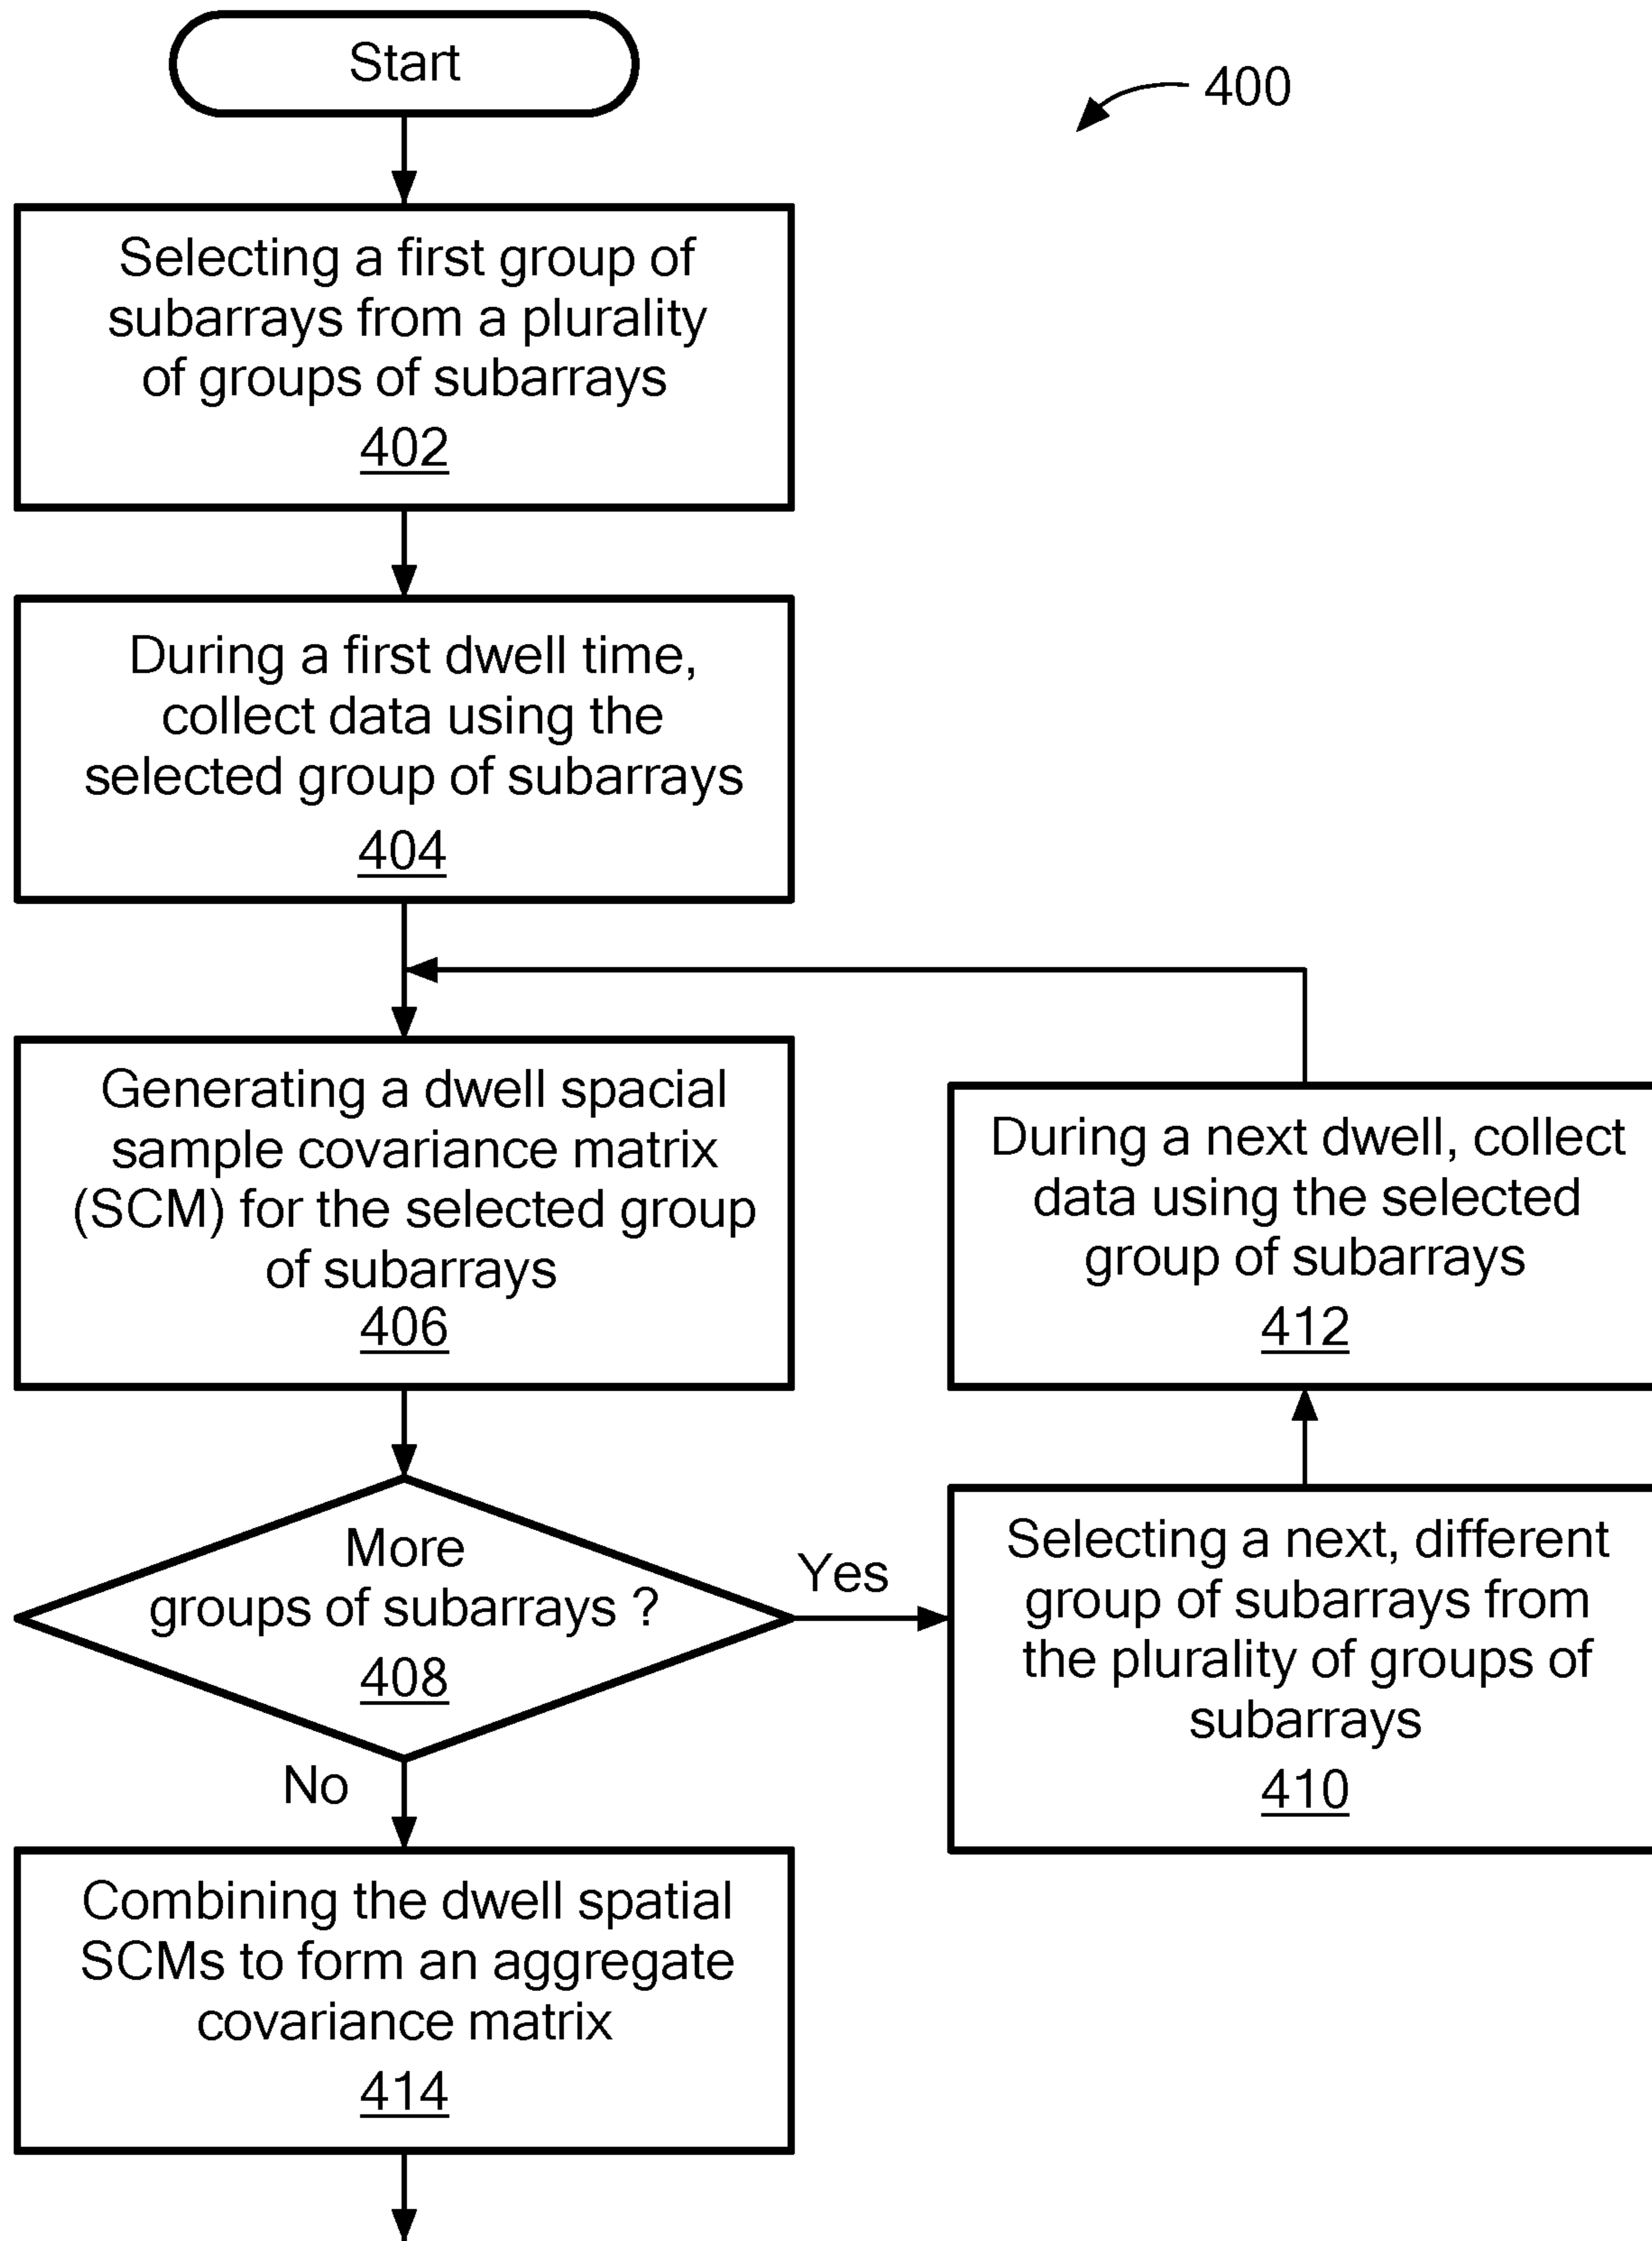 Start
400
Selecting a first group of
subarrays from a plurality
of groups of subarrays
402
During a first dwell time,
collect data using the
selected group of subarrays
404
Generating a dwell spacial
sample covariance matrix
(SCM) for the selected group
of subarrays
406
During a next dwell, collect
data using the selected
group of subarrays
412
More
groups of subarrays ?
408
Yes
No
Selecting a next, different
group of subarrays from
the plurality of groups of
subarrays
410
Combining the dwell spatial
SCMs to form an aggregate
covariance matrix
414